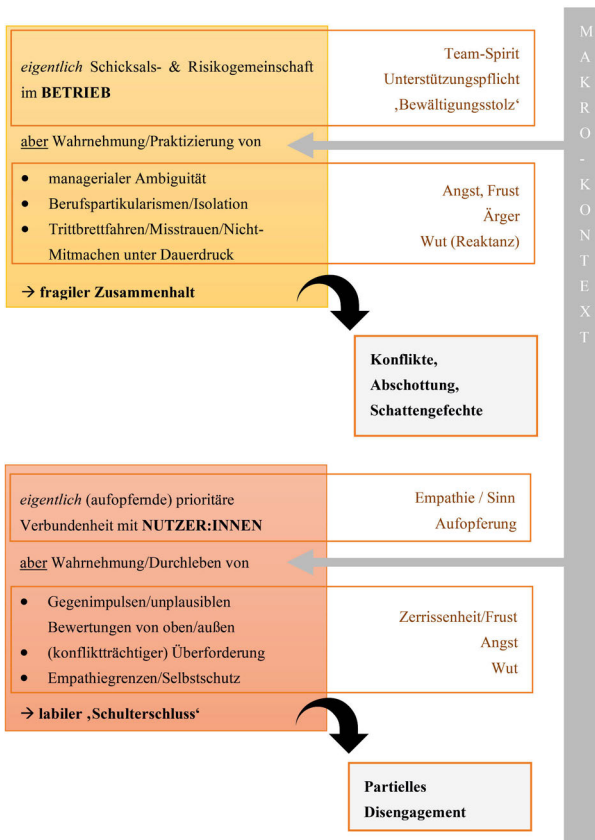 eigentlich Schicksals- & Risikogemeinschaft
im BETRIEB
Team-Spirit
Unterstützungspflicht
‚Bewältigungsstolz‘
aber Wahrnehmung/Praktizierung von
• managerialer Ambiguität
• Berufspartikularismen/Isolation
• Trittbrettfahren/Misstrauen/Nicht-
Mitmachen unter Dauerdruck
Angst, Frust
Ärger
Wut (Reaktanz)
→ fragiler Zusammenhalt
Konflikte,
Abschottung,
Schattengefechte
eigentlich (aufopfernde) prioritäre
Verbundenheit mit NUTZER:INNEN
Empathie / Sinn
Aufopferung
aber Wahrnehmung/Durchleben von
• Gegenimpulsen/unplausiblen
Bewertungen von oben/außen
• (konfliktträchtiger) Überforderung
• Empathiegrenzen/Selbstschutz
Zerrissenheit/Frust
Angst
Wut
→ labiler ‚Schulterschluss‘
Partielles
Disengagement
MAKRO-KONTEXT